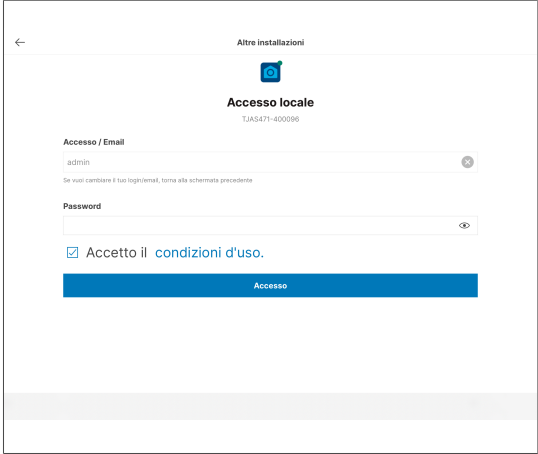 Altre installazioni
Accesso locale
TJAS471-400096
Accesso / Email
admin
Se vuoi cambiare il tuo login/email, torna alla schermata precedente
Password
Accetto il condizioni d'uso.
Accesso